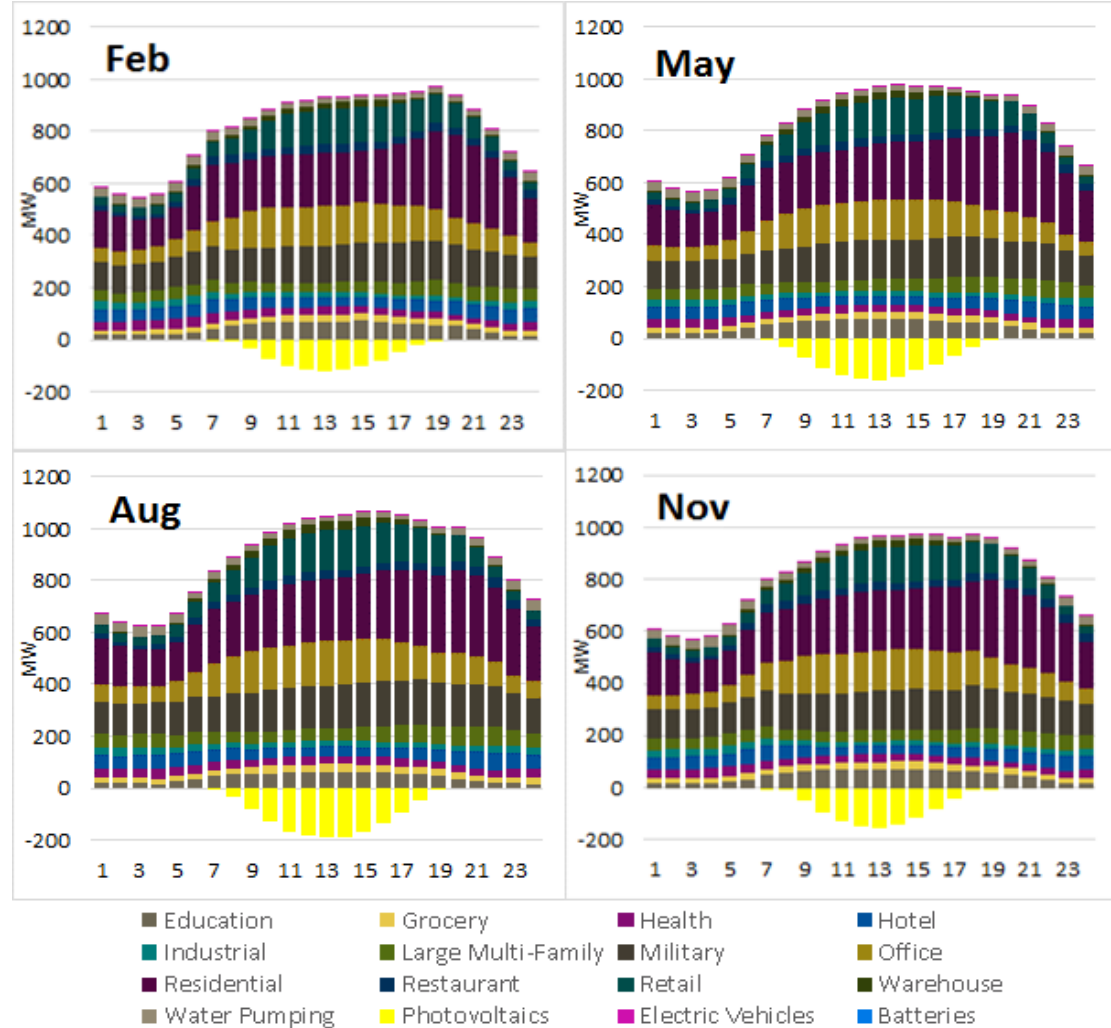 Feb
1200
1000
800
600
400
200
0
-200
MW
1 3 5 7 9 11 13 15 17 19 21 23
May
1200
1000
800
600
400
200
0
-200
MW
1 3 5 7 9 11 13 15 17 19 21 23
Aug
1200
1000
800
600
400
200
0
-200
MW
1 3 5 7 9 11 13 15 17 19 21 23
Nov
1200
1000
800
600
400
200
0
-200
MW
1 3 5 7 9 11 13 15 17 19 21 23
Education Grocery Health Hotel
Industrial Large Multi-Family Military Office
Residential Restaurant Retail Warehouse
Water Pumping Photovoltaics Electric Vehicles Batteries